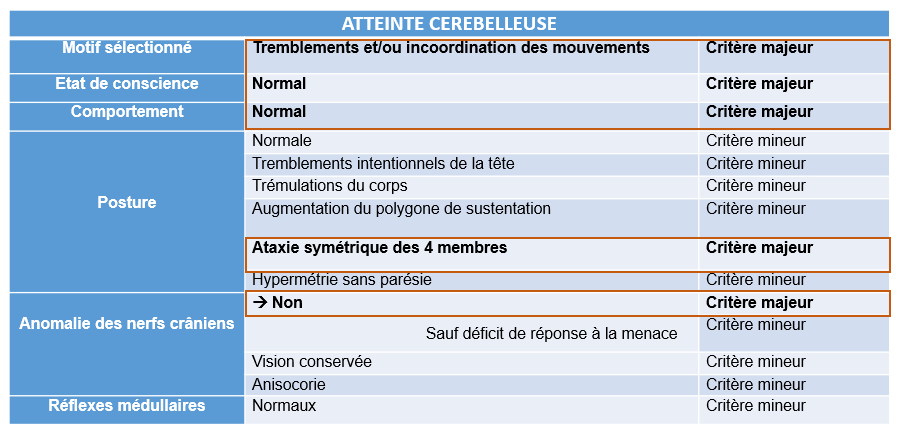 ATTEINTE CEREBELLEUSE
Motif sélectionné Tremblements et/ou incoordination des mouvements Critère majeur
Etat de conscience Normal Critère majeur
Comportement Normal Critère majeur
Posture
Normale Critère mineur
Tremblements intentionnels de la tête Critère mineur
Trémulations du corps Critère mineur
Augmentation du polygone de sustentation Critère mineur
Ataxie symétrique des 4 membres Critère majeur
Hypermétrie sans parésie Critère mineur
Anomalie des nerfs crâniens
→ Non Critère majeur
Sauf déficit de réponse à la menace Critère mineur
Vision conservée Critère mineur
Anisocorie Critère mineur
Réflexes médullaires Normaux Critère mineur